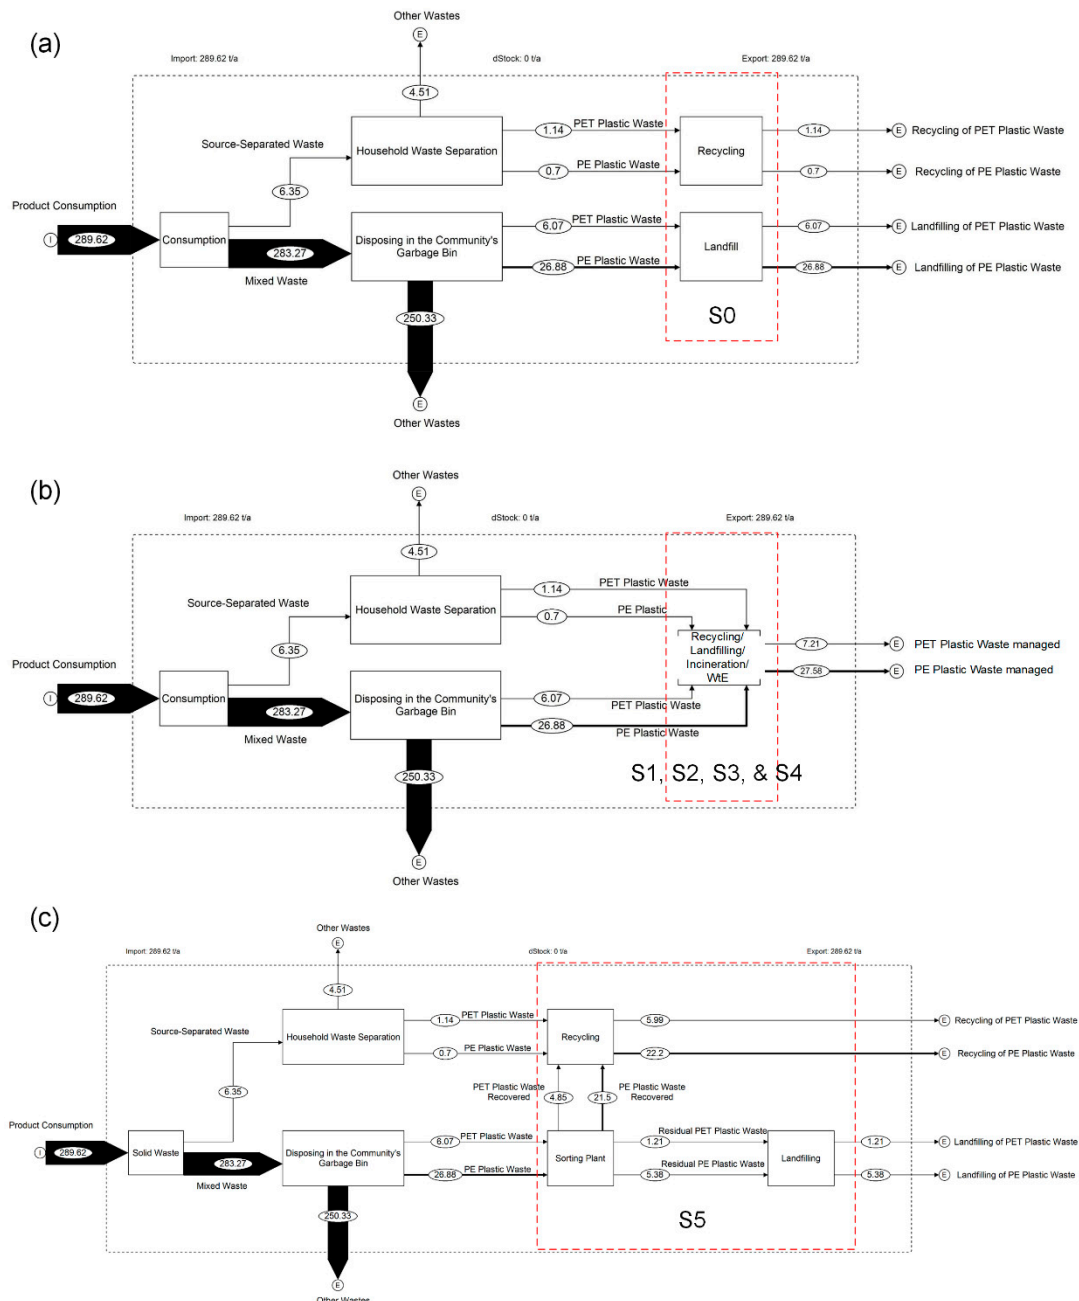 (a)
Other Wastes
E
Import: 289.62 t/a
dStock: 0 t/a
Export: 289.62 t/a
4.51
PET Plastic Waste
1.14
Recycling
1.14
E
Recycling of PET Plastic Waste
Source-Separated Waste
Household Waste Separation
PE Plastic Waste
0.7
0.7
E
Recycling of PE Plastic Waste
6.35
Product Consumption
PET Plastic Waste
6.07
Landfill
6.07
E
Landfilling of PET Plastic Waste
I
289.62
Consumption
283.27
Disposing in the Community's
Garbage Bin
PE Plastic Waste
26.88
26.88
E
Landfilling of PE Plastic Waste
Mixed Waste
250.33
S0
E
Other Wastes
(b)
Other Wastes
E
Import: 289.62 t/a
dStock: 0 t/a
Export: 289.62 t/a
4.51
PET Plastic Waste
1.14
Source-Separated Waste
Household Waste Separation
0.7
PE Plastic
6.35
Recycling/
Landfilling/
Incineration/
WtE
7.21
E
PET Plastic Waste managed
27.58
E
PE Plastic Waste managed
Product Consumption
I
289.62
Consumption
283.27
Disposing in the Community's
Garbage Bin
6.07
PET Plastic Waste
26.88
PE Plastic Waste
Mixed Waste
250.33
S1, S2, S3, & S4
E
Other Wastes
(c)
Other Wastes
E
Import: 289.62 t/a
dStock: 0 t/a
Export: 289.62 t/a
4.51
1.14
PET Plastic Waste
5.99
E
Recycling of PET Plastic Waste
Source-Separated Waste
Household Waste Separation
Recycling
0.7
PE Plastic Waste
22.2
E
Recycling of PE Plastic Waste
6.35
PET Plastic Waste
Recovered
4.85
PE Plastic Waste
Recovered
21.5
Product Consumption
6.07
PET Plastic Waste
Residual PET Plastic Waste
1.21
1.21
E
Landfilling of PET Plastic Waste
I
289.62
Solid Waste
283.27
Disposing in the Community's
Garbage Bin
Sorting Plant
Landfilling
26.88
PE Plastic Waste
Residual PE Plastic Waste
5.38
5.38
E
Landfilling of PE Plastic Waste
Mixed Waste
250.33
S5
E
Other Wastes